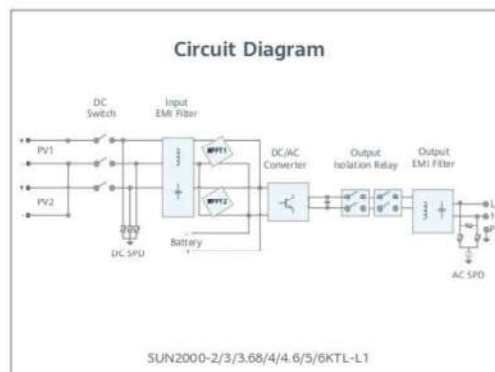 Circuit Diagram
DC
Switch
Input
EMI Filter
PV1
PV2
MPPT1
MPPT2
DC/AC
Converter
Output
Isolation Relay
Output
EMI Filter
L
N
Battery
DC SPD
AC SPD
SUN2000-2/3/3.68/4/4.6/5/6KTL-L1